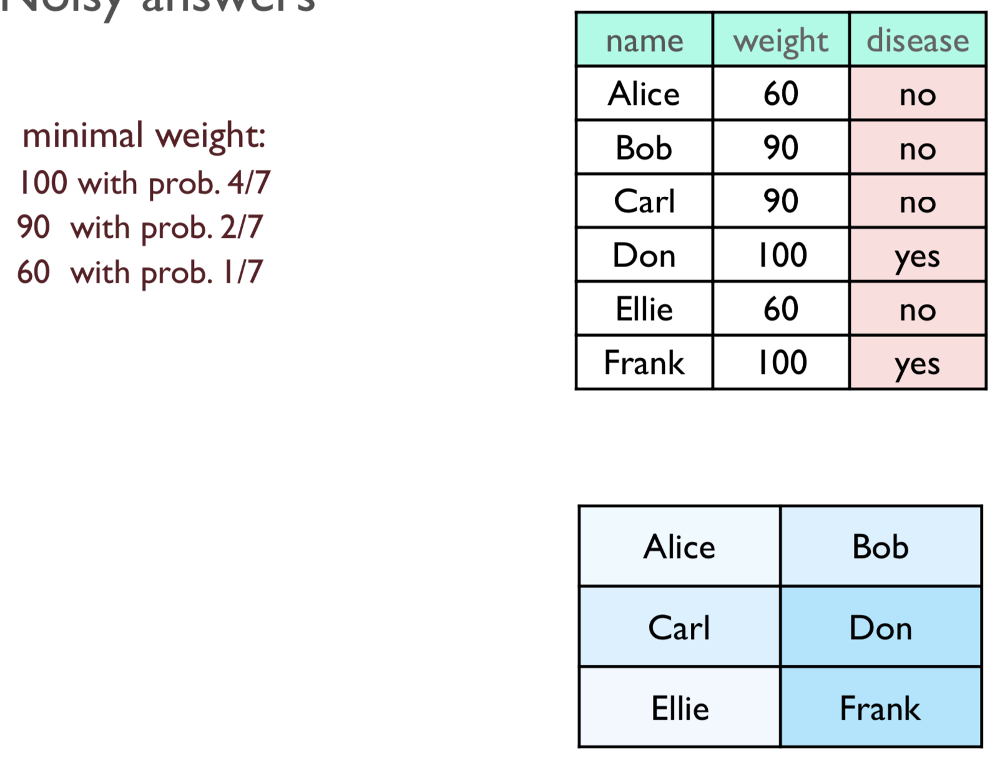 Noisy answers
minimal weight:
100 with prob. 4/7
90 with prob. 2/7
60 with prob. 1/7
name weight disease
Alice 60 no
Bob 90 no
Carl 90 no
Don 100 yes
Ellie 60 no
Frank 100 yes
Alice Bob
Carl Don
Ellie Frank